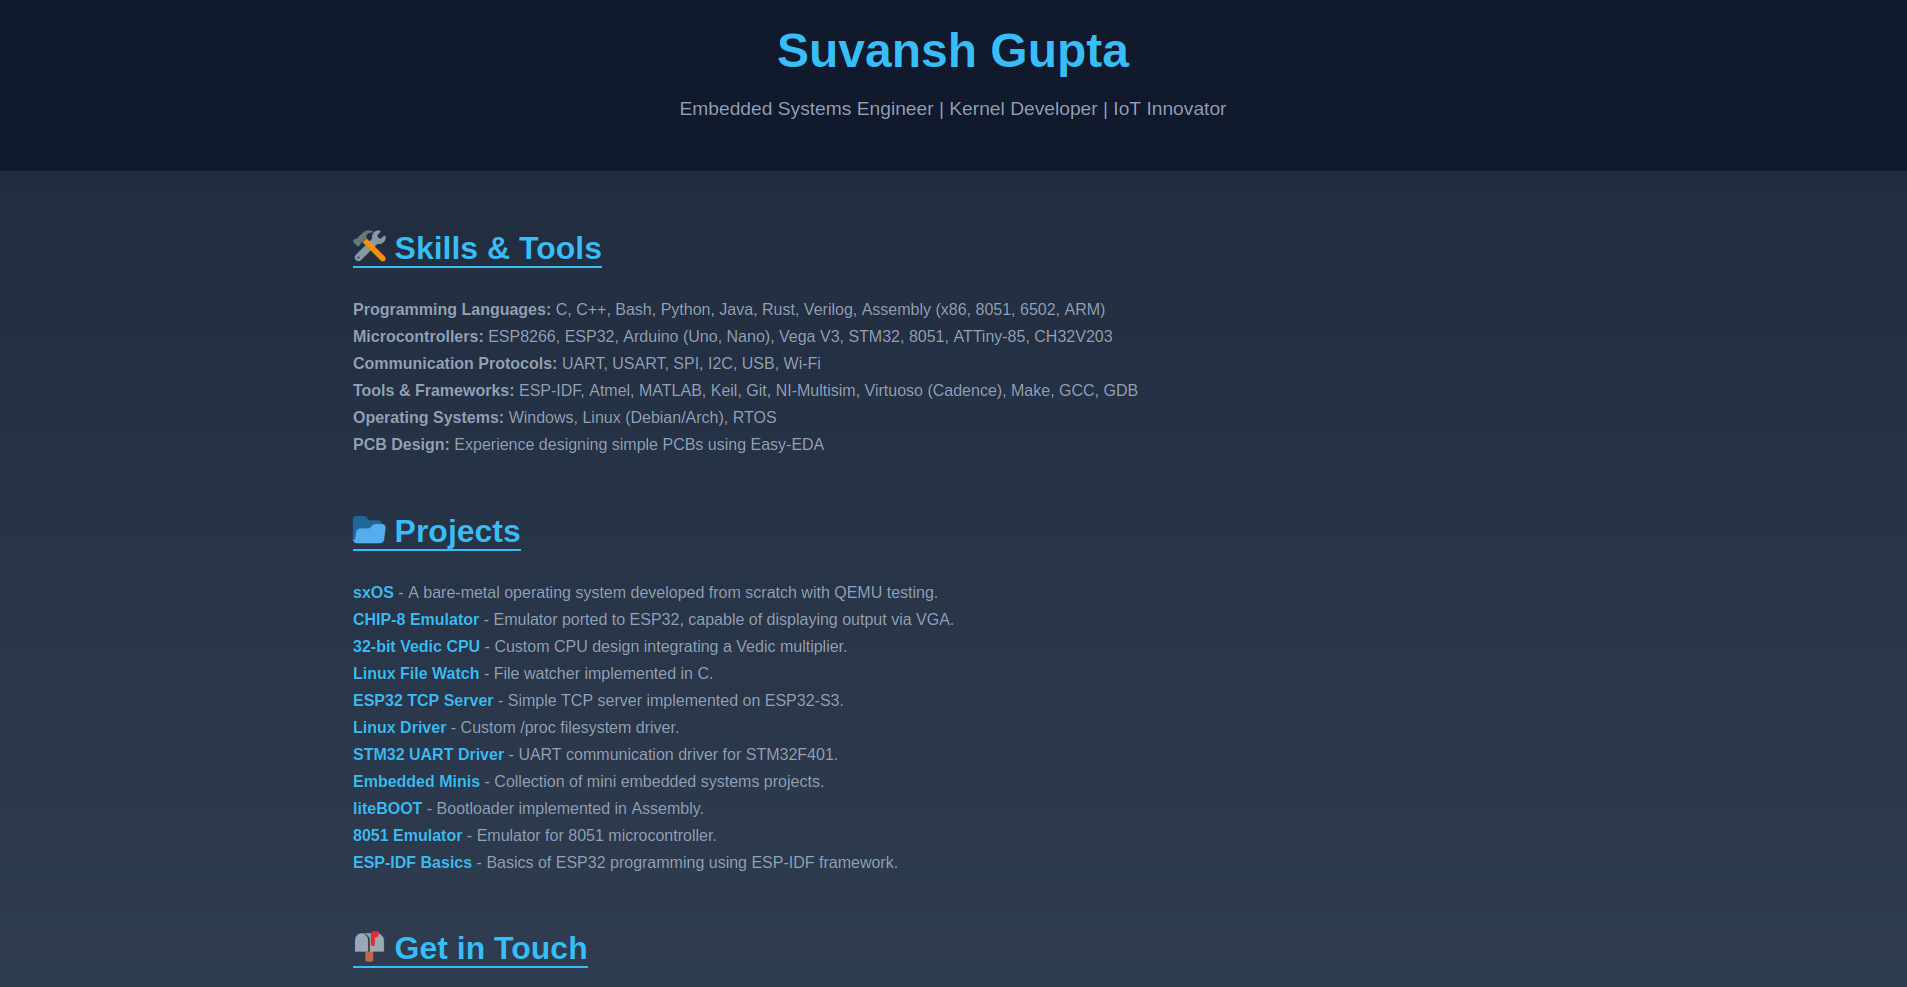 Suvansh Gupta
Embedded Systems Engineer | Kernel Developer | IoT Innovator
Skills & Tools
Programming Languages: C, C++, Bash, Python, Java, Rust, Verilog, Assembly (x86, 8051, 6502, ARM)
Microcontrollers: ESP8266, ESP32, Arduino (Uno, Nano), Vega V3, STM32, 8051, ATTiny-85, CH32V203
Communication Protocols: UART, USART, SPI, I2C, USB, Wi-Fi
Tools & Frameworks: ESP-IDF, Atmel, MATLAB, Keil, Git, NI-Multisim, Virtuoso (Cadence), Make, GCC, GDB
Operating Systems: Windows, Linux (Debian/Arch), RTOS
PCB Design: Experience designing simple PCBs using Easy-EDA
Projects
sxOS - A bare-metal operating system developed from scratch with QEMU testing.
CHIP-8 Emulator - Emulator ported to ESP32, capable of displaying output via VGA.
32-bit Vedic CPU - Custom CPU design integrating a Vedic multiplier.
Linux File Watch - File watcher implemented in C.
ESP32 TCP Server - Simple TCP server implemented on ESP32-S3.
Linux Driver - Custom /proc filesystem driver.
STM32 UART Driver - UART communication driver for STM32F401.
Embedded Minis - Collection of mini embedded systems projects.
liteBOOT - Bootloader implemented in Assembly.
8051 Emulator - Emulator for 8051 microcontroller.
ESP-IDF Basics - Basics of ESP32 programming using ESP-IDF framework.
Get in Touch